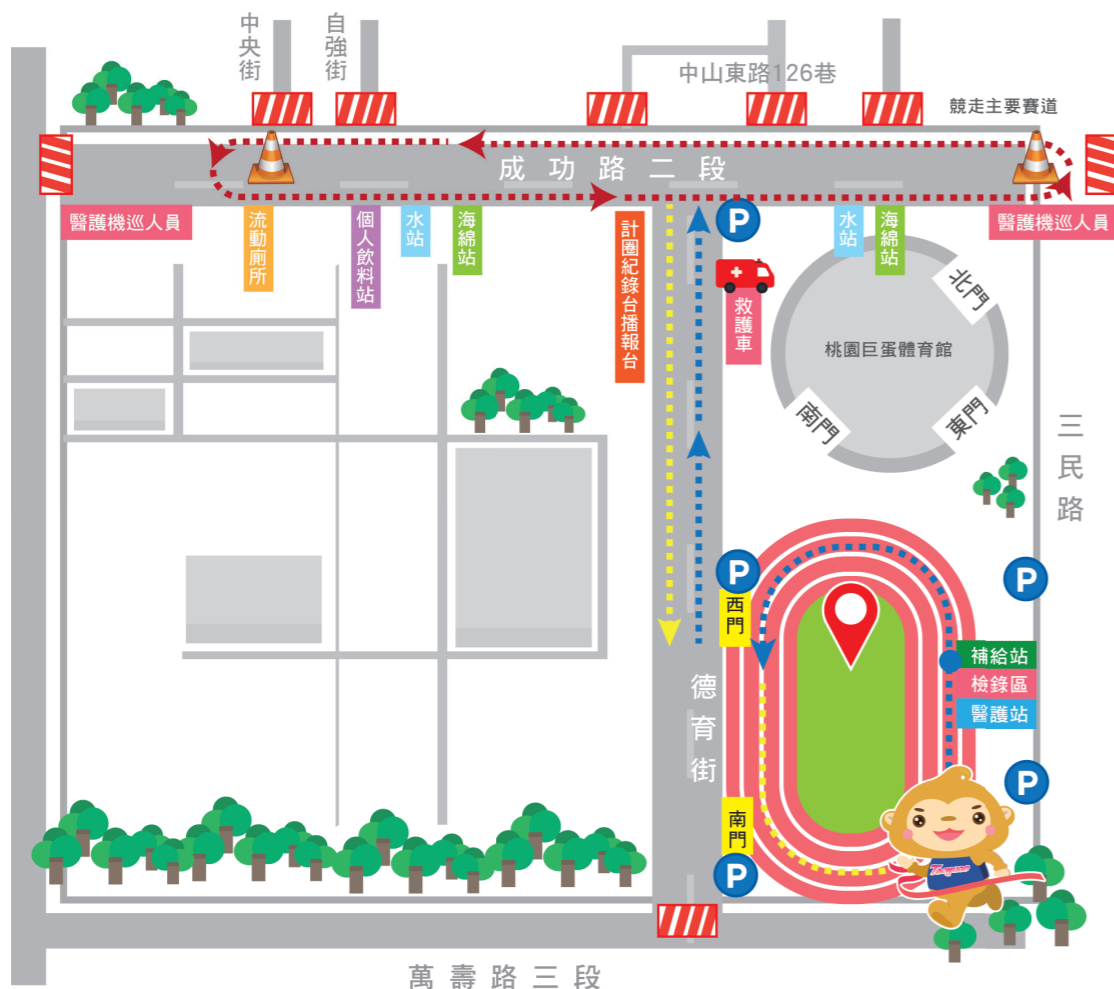 中央街
自強街
中山東路126巷
競走主要賽道
成功路二段
醫護機巡人員
流動廁所
個人飲料站
水站
海綿站
計圈紀錄台播報台
P
救護車
水站
海綿站
醫護機巡人員
北門
桃園巨蛋體育館
南門
東門
三民路
P
西門
P
補給站
檢錄區
醫護站
德育街
P
南門
P
萬壽路三段